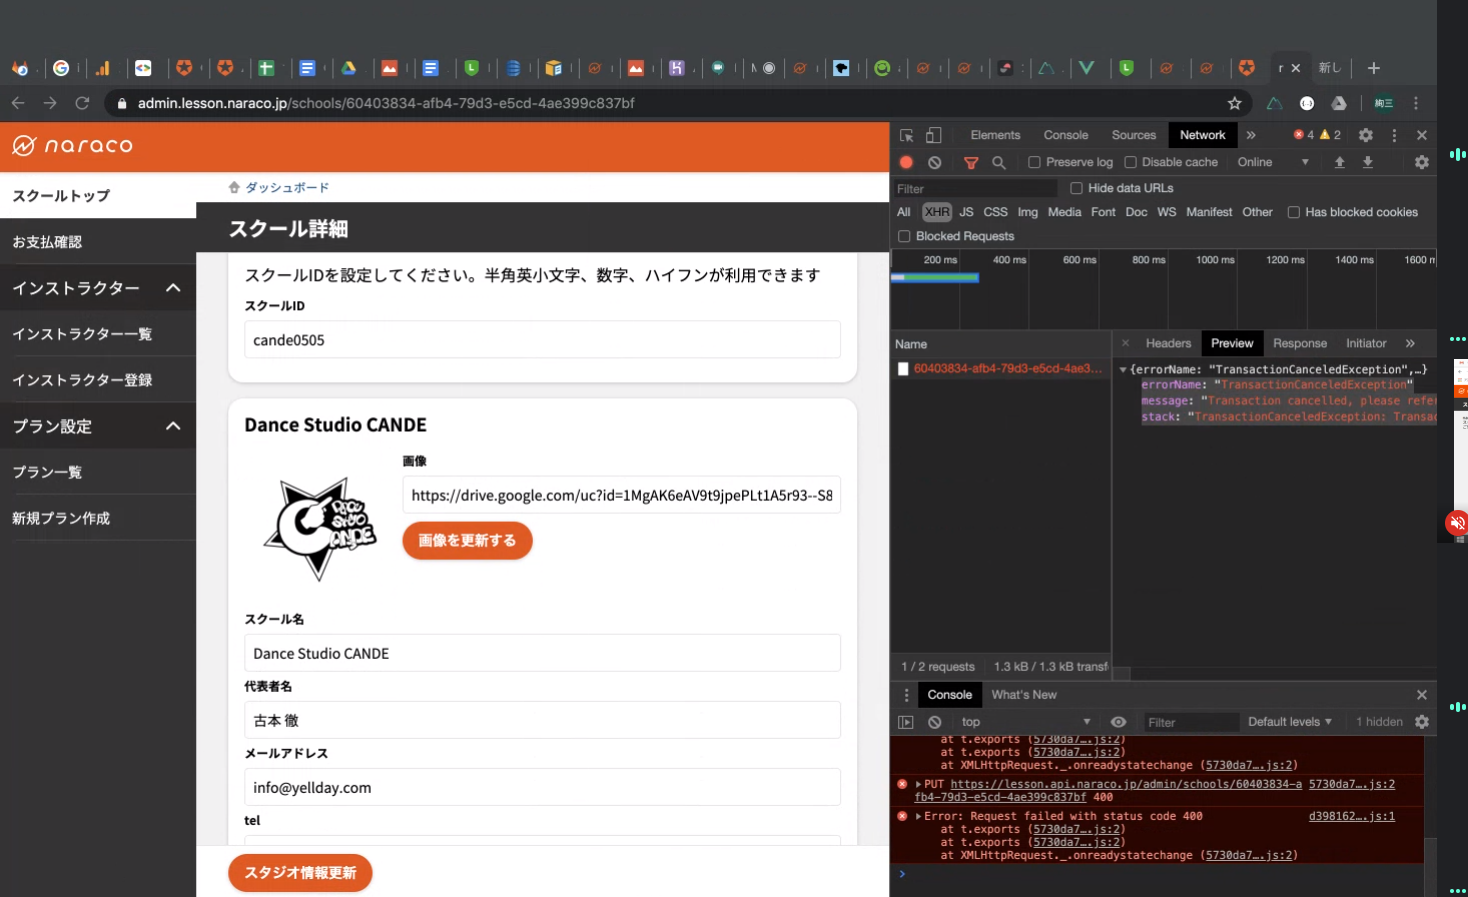 admin.lesson.naraco.jp/schools/60403834-afb4-79d3-e5cd-4ae399c837bf
新し
絢三
naraco
スクールトップ
お支払確認
インストラクター
インストラクター一覧
インストラクター登録
プラン設定
プラン一覧
新規プラン作成
ダッシュボード
スクール詳細
スクールIDを設定してください。半角英小文字、数字、ハイフンが利用できます
スクールID
cande0505
Dance Studio CANDE
画像
https://drive.google.com/uc?id=1MgAK6eAV9t9jpePLt1A5r93--S8
画像を更新する
スクール名
Dance Studio CANDE
代表者名
古本 徹
メールアドレス
info@yellday.com
tel
スタジオ情報更新
Elements Console Sources Network » 4 2
Preserve log Disable cache Online
Filter Hide data URLs
All XHR JS CSS Img Media Font Doc WS Manifest Other Has blocked cookies
Blocked Requests
200 ms 400 ms 600 ms 800 ms 1000 ms 1200 ms 1400 ms 1600 m
Name
60403834-afb4-79d3-e5cd-4ae3...
× Headers Preview Response Initiator »
{errorName: "TransactionCanceledException",…}
errorName: "TransactionCanceledException"
message: "Transaction cancelled, please refer
stack: "TransactionCanceledException: Transac
1 / 2 requests 1.3 kB / 1.3 kB transf
Console What's New
top Filter Default levels ▼ 1 hidden
at t.exports (5730da7….js:2)
at t.exports (5730da7….js:2)
at XMLHttpRequest._.onreadystatechange (5730da7….js:2)
PUT https://lesson.api.naraco.jp/admin/schools/60403834-a 5730da7….js:2
fb4-79d3-e5cd-4ae399c837bf 400
Error: Request failed with status code 400 d398162….js:1
at t.exports (5730da7….js:2)
at t.exports (5730da7….js:2)
at XMLHttpRequest._.onreadystatechange (5730da7….js:2)